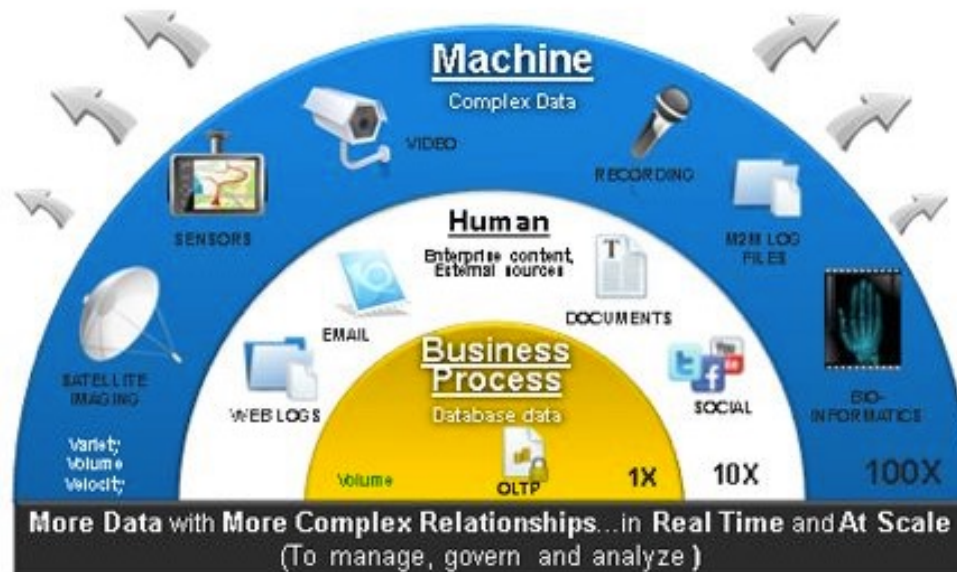 Machine
Complex Data
VIDEO
RECORDING
SENSORS
M2M LOG
FILES
SATELLITE
IMAGING
BIO-
INFORMATICS
Human
Enterprise content,
External sources
EMAIL
DOCUMENTS
WEB LOGS
SOCIAL
T
You
Business
Process
Database data
OLTP
Variety
Volume
Velocity
Volume
1X
10X
100X
More Data with More Complex Relationships...in Real Time and At Scale
(To manage, govern and analyze)